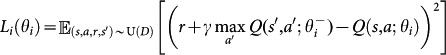 L_i(θ_i) = 𝔼_{(s,a,r,s′)∼U(D)} [ ( r + γ max_{a′} Q(s′,a′; θ_i^−) − Q(s,a; θ_i) )^2 ]